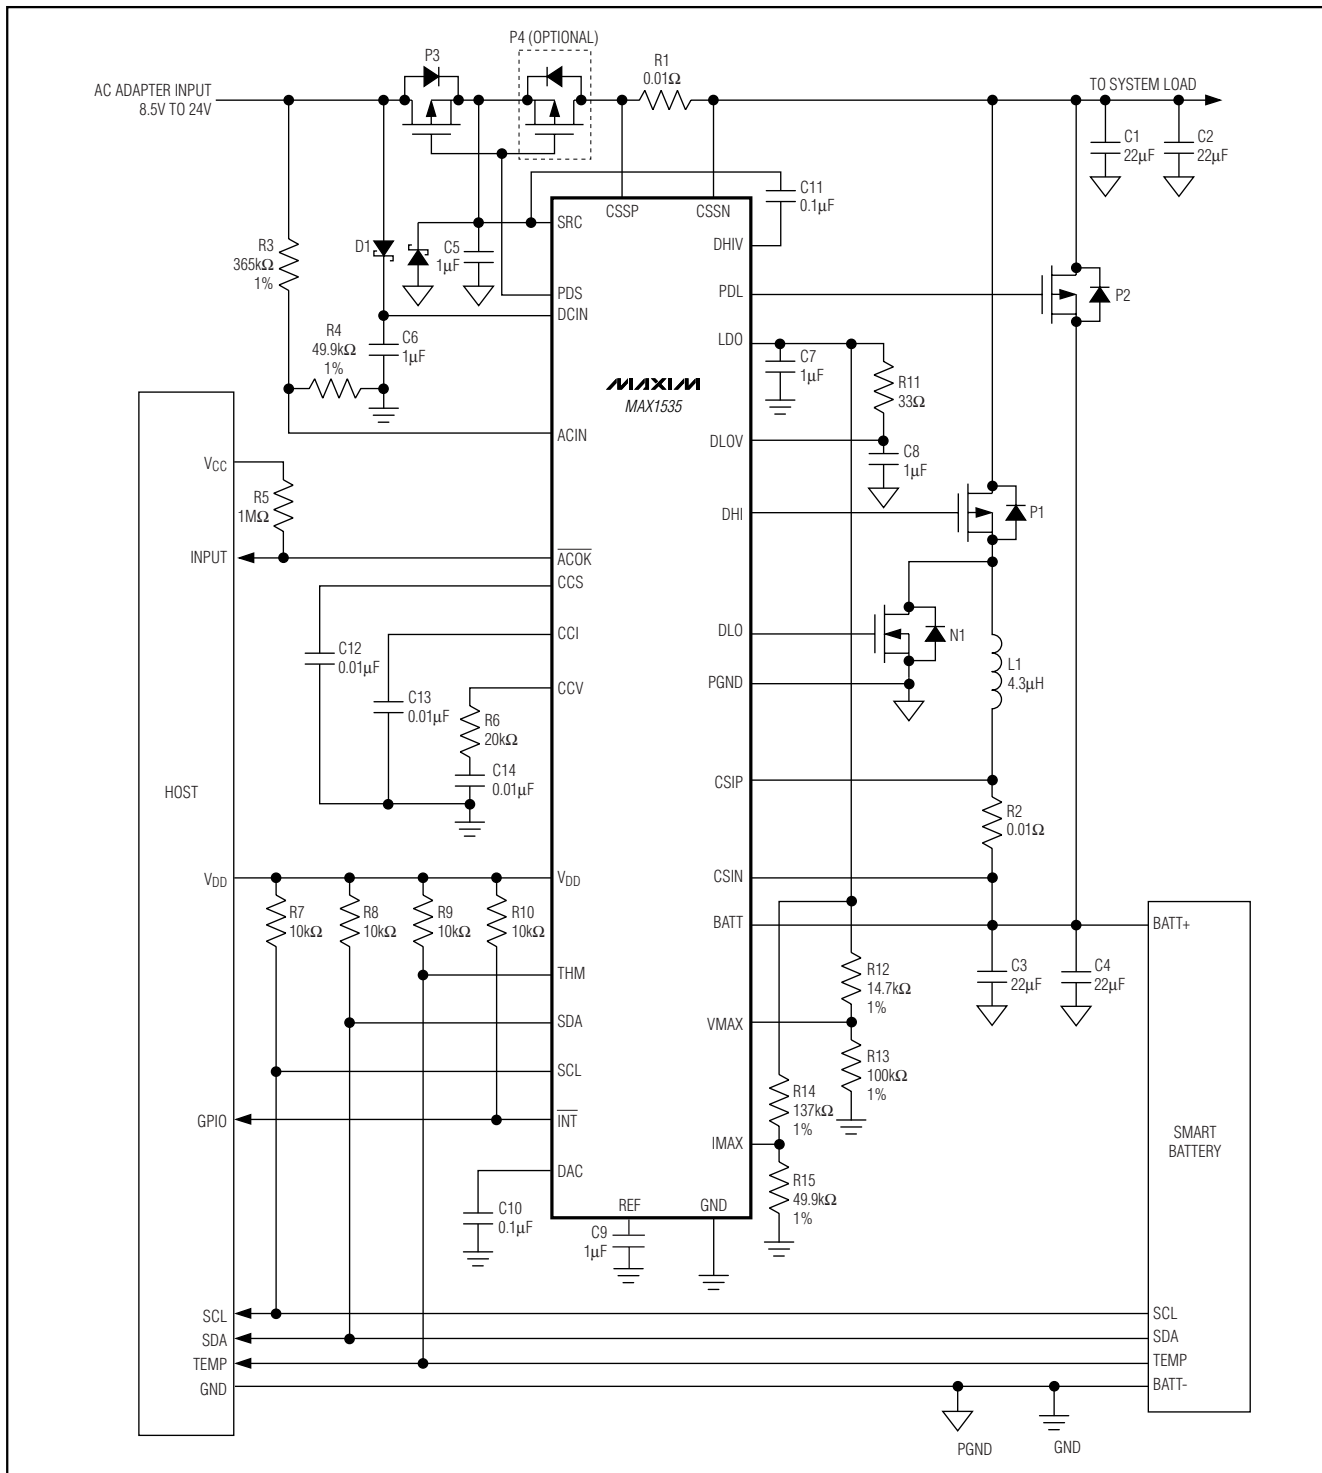 P4 (OPTIONAL)
P3
R1
0.01Ω
AC ADAPTER INPUT
8.5V TO 24V
TO SYSTEM LOAD
C1
22µF
C2
22µF
C11
0.1µF
CSSP
CSSN
SRC
DHIV
R3
365kΩ
1%
D1
C5
1µF
PDS
PDL
P2
DCIN
LDO
R4
49.9kΩ
1%
C6
1µF
C7
1µF
R11
33Ω
MAXIM
MAX1535
ACIN
DLOV
C8
1µF
VCC
R5
1MΩ
DHI
P1
INPUT
ACOK
CCS
CCI
DLO
N1
C12
0.01µF
C13
0.01µF
CCV
PGND
L1
4.3µH
R6
20kΩ
C14
0.01µF
CSIP
HOST
R2
0.01Ω
VDD
VDD
CSIN
R7
10kΩ
R8
10kΩ
R9
10kΩ
R10
10kΩ
BATT
BATT+
THM
R12
14.7kΩ
1%
C3
22µF
C4
22µF
SDA
VMAX
R13
100kΩ
1%
SCL
R14
137kΩ
1%
GPIO
INT
IMAX
SMART
BATTERY
DAC
R15
49.9kΩ
1%
C10
0.1µF
REF
GND
C9
1µF
SCL
SCL
SDA
SDA
TEMP
TEMP
GND
BATT-
PGND
GND